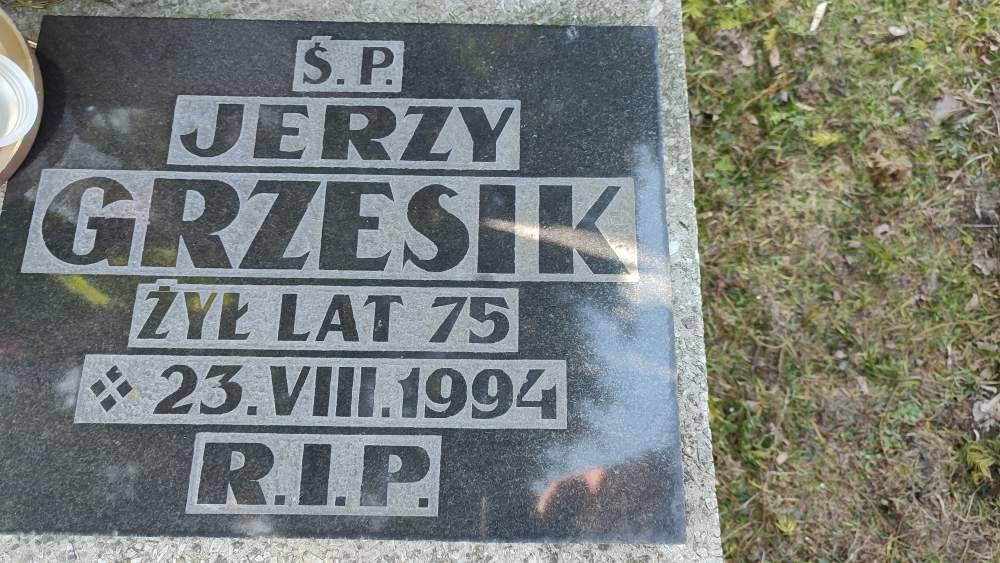 Ś.P.
JERZY
GRZESIK
ŻYŁ LAT 75
❖ 23.VIII.1994
R.I.P.